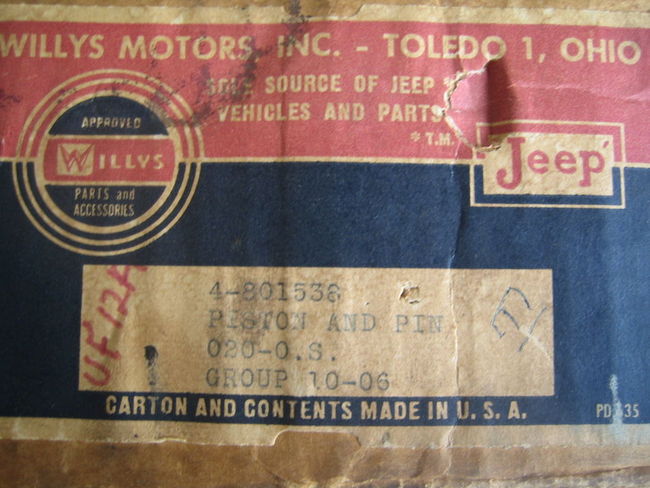 WILLYS MOTORS, INC. - TOLEDO 1, OHIO
SOLE SOURCE OF JEEP *
VEHICLES AND PARTS
* T.M.
APPROVED
WILLYS
PARTS and
ACCESSORIES
Jeep'
UF12A
4-801538
PISTON AND PIN
020-O.S.
GROUP 10-06
CARTON AND CONTENTS MADE IN U.S.A.